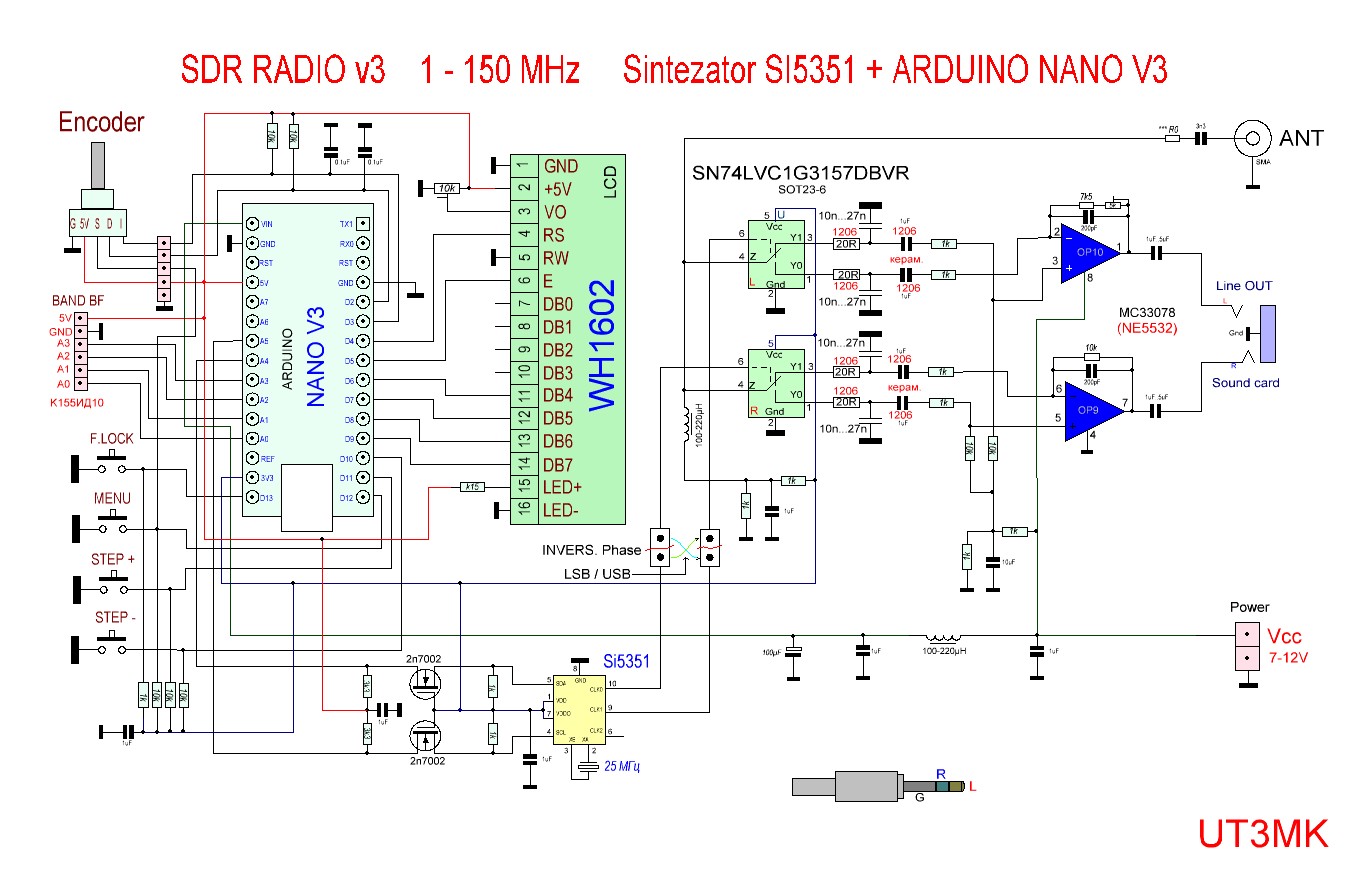 SDR RADIO v3 1 - 150 MHz Sintezator SI5351 + ARDUINO NANO V3
Encoder
G 5V S D I
10k
10k
0.1uF
0.1uF
BAND BF
5V
GND
A3
A2
A1
A0
К155ИД10
F.LOCK
MENU
STEP +
STEP -
1k
10k
10k
10k
1uF
VIN
GND
RST
5V
A7
A6
A5
A4
A3
A2
A1
A0
REF
3V3
D13
ARDUINO
NANO V3
TX1
RX0
RST
GND
D2
D3
D4
D5
D6
D7
D8
D9
D10
D11
D12
10k
k15
1 GND
2 +5V
3 VO
4 RS
5 RW
6 E
7 DB0
8 DB1
9 DB2
10 DB3
11 DB4
12 DB5
13 DB6
14 DB7
15 LED+
16 LED-
LCD
WH1602
INVERS. Phase
LSB / USB
2n7002
2n7002
3k3
3k3
1uF
1k
1k
1uF
Si5351
8
GND
5 SDA
1 VDD
7 VDDO
4 SCL
CLK0 10
CLK1 9
CLK2 6
XB XA
3 2
25 МГц
SN74LVC1G3157DBVR
SOT23-6
5 U
Vcc
6
4 Z
Y1 3
Y0 1
L
Gnd
2
5
Vcc
6
4 Z
Y1 3
Y0 1
R Gnd
2
10n...27n
20R
1206
1uF
1206
керам.
1k
20R
1206
10n...27n
1206
1uF
1k
10n...27n
1206
20R
1uF
1206
керам.
1k
1206
20R
10n...27n
1206
1uF
1k
100-220µH
1k
1k
1uF
*** R0
3n3
ANT
SMA
7k5
5k
200pF
2
3
OP10
1
8
1uF..5uF
MC33078
(NE5532)
10k
200pF
6
5
OP9
7
4
1uF..5uF
Line OUT
L
Gnd
R
Sound card
10k
10k
1k
1k
10µF
Power
Vcc
7-12V
100µF
1uF
100-220µH
1uF
R
L
G
UT3MK